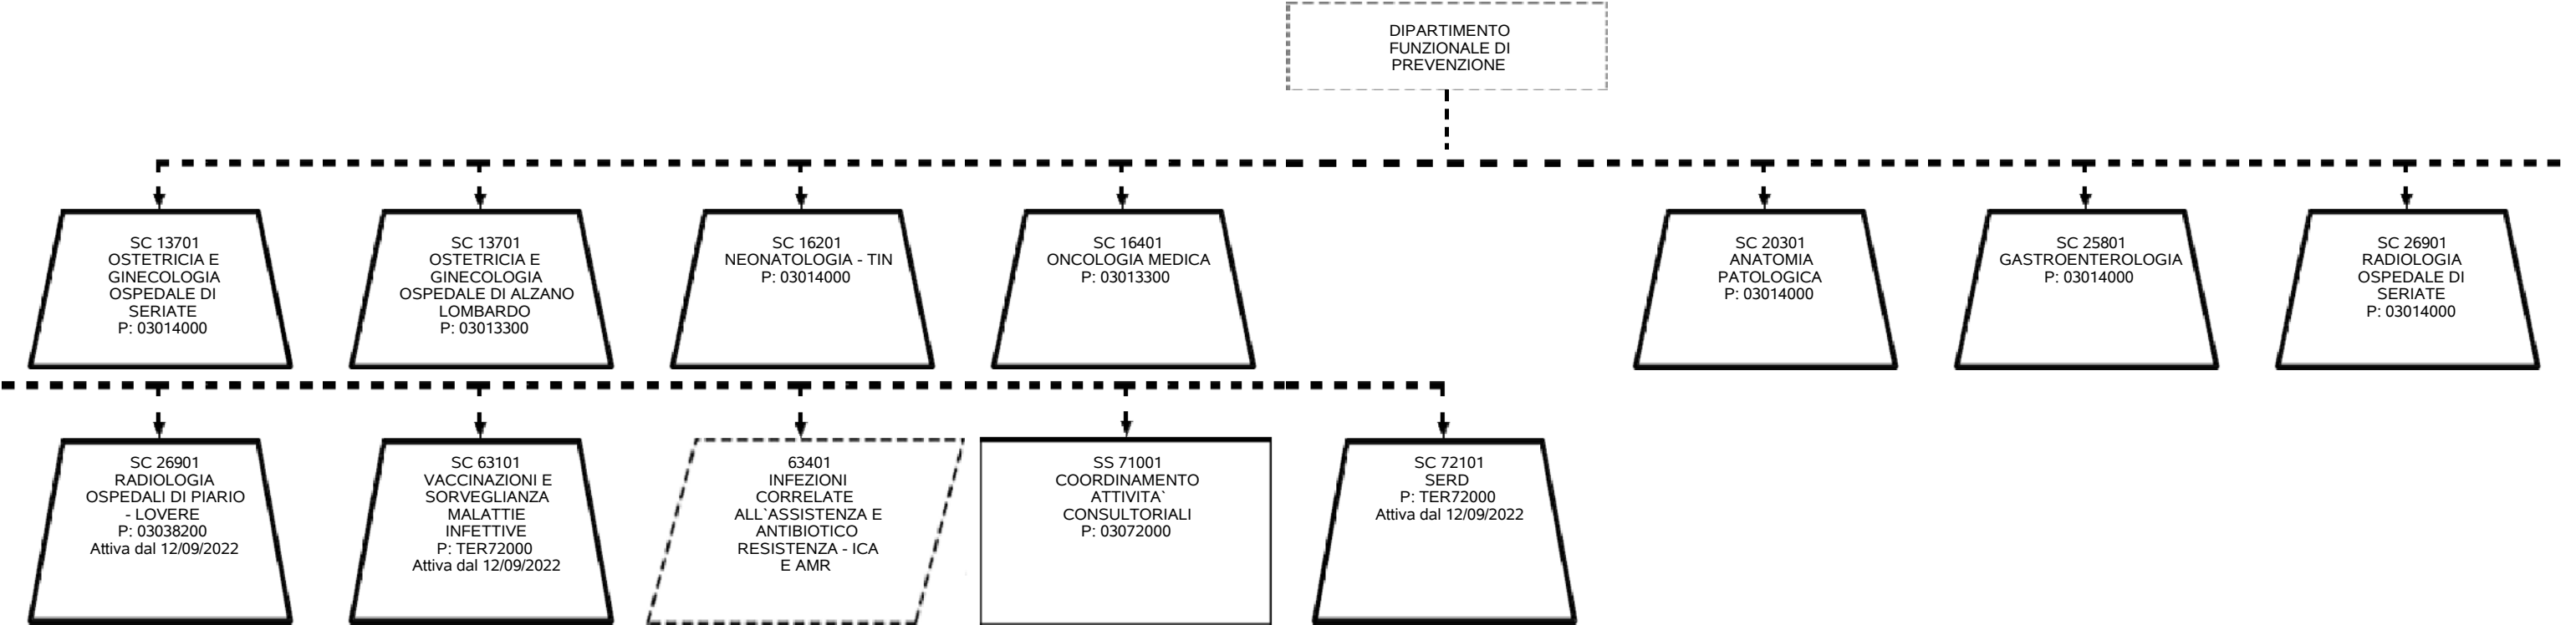 DIPARTIMENTO
FUNZIONALE DI
PREVENZIONE
SC 13701
OSTETRICIA E
GINECOLOGIA
OSPEDALE DI
SERIATE
P: 03014000
SC 13701
OSTETRICIA E
GINECOLOGIA
OSPEDALE DI ALZANO
LOMBARDO
P: 03013300
SC 16201
NEONATOLOGIA - TIN
P: 03014000
SC 16401
ONCOLOGIA MEDICA
P: 03013300
SC 20301
ANATOMIA
PATOLOGICA
P: 03014000
SC 25801
GASTROENTEROLOGIA
P: 03014000
SC 26901
RADIOLOGIA
OSPEDALE DI
SERIATE
P: 03014000
SC 26901
RADIOLOGIA
OSPEDALI DI PIARIO
- LOVERE
P: 03038200
Attiva dal 12/09/2022
SC 63101
VACCINAZIONI E
SORVEGLIANZA
MALATTIE
INFETTIVE
P: TER72000
Attiva dal 12/09/2022
63401
INFEZIONI
CORRELATE
ALL`ASSISTENZA E
ANTIBIOTICO
RESISTENZA - ICA
E AMR
SS 71001
COORDINAMENTO
ATTIVITA`
CONSULTORIALI
P: 03072000
SC 72101
SERD
P: TER72000
Attiva dal 12/09/2022